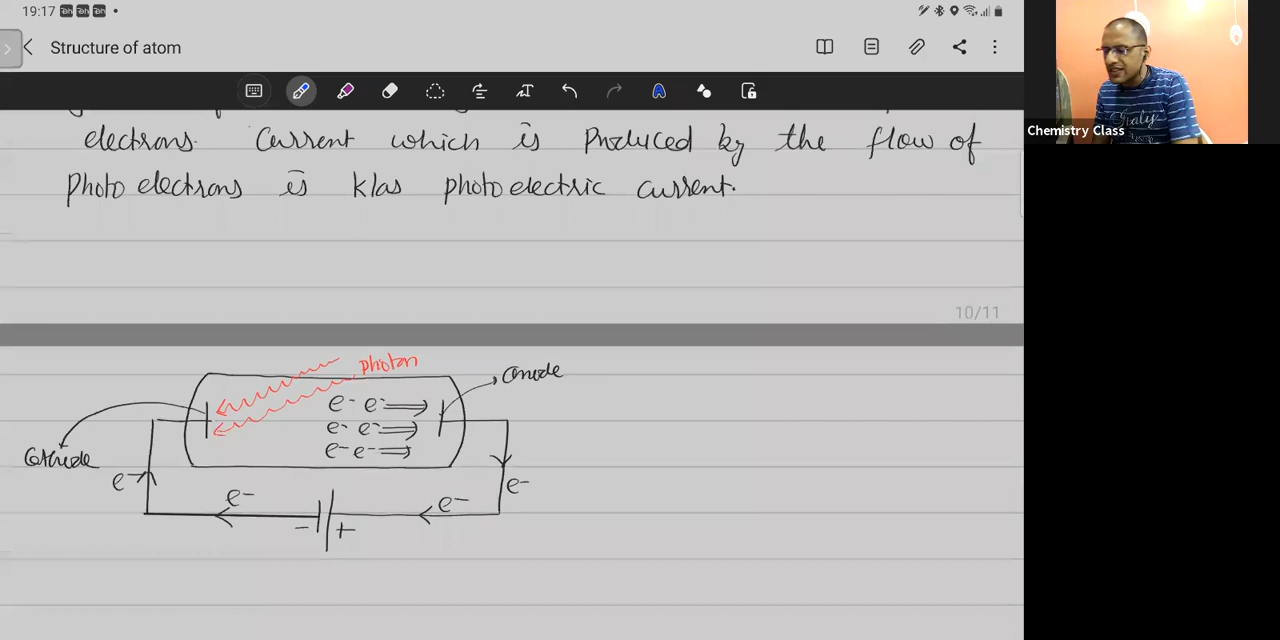 19:17
Structure of atom
electrons. Current which is produced by the flow of
photo electrons is klas photoelectric current.
10/11
photon
anode
e- e-
e- e-
e- e-
Cathode
e-
e-
e-
e-
- +
Chemistry Class
Italy